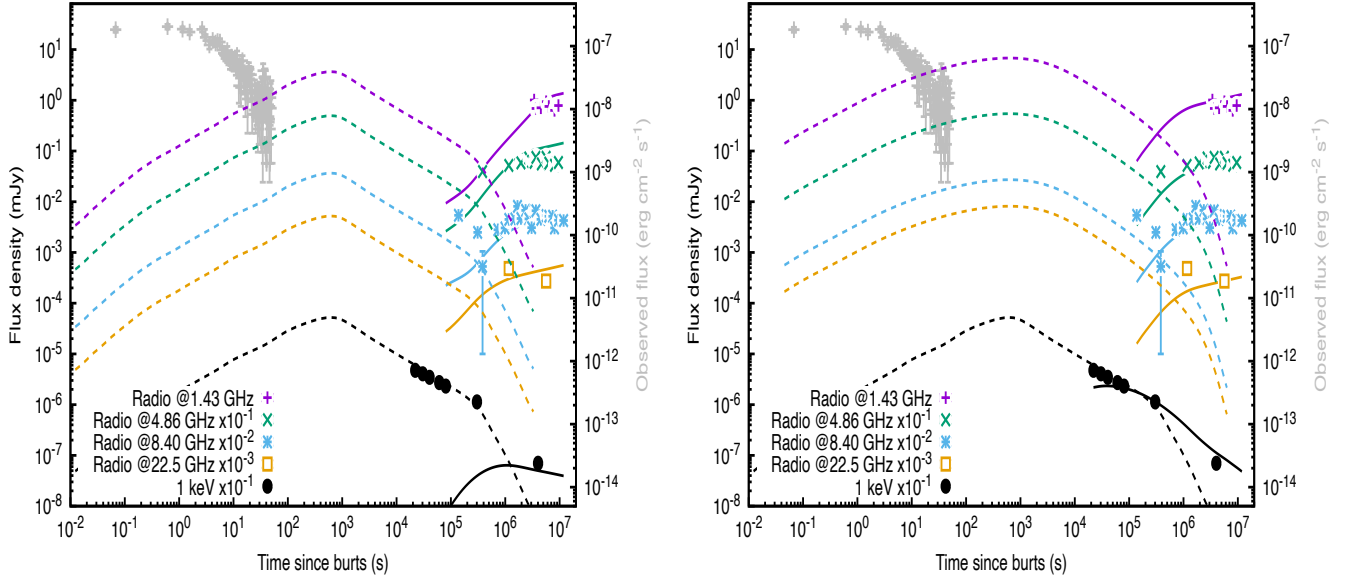 Flux density (mJy)
10^1
10^0
10^-1
10^-2
10^-3
10^-4
10^-5
10^-6
10^-7
10^-8
Radio @1.43 GHz
Radio @4.86 GHz x10^-1
Radio @8.40 GHz x10^-2
Radio @22.5 GHz x10^-3
1 keV x10^-1
10^-7
10^-8
10^-9
10^-10
10^-11
10^-12
10^-13
10^-14
Observed flux (erg cm^-2 s^-1)
10^-2 10^-1 10^0 10^1 10^2 10^3 10^4 10^5 10^6 10^7
Time since burts (s)
Flux density (mJy)
10^1
10^0
10^-1
10^-2
10^-3
10^-4
10^-5
10^-6
10^-7
10^-8
Radio @1.43 GHz
Radio @4.86 GHz x10^-1
Radio @8.40 GHz x10^-2
Radio @22.5 GHz x10^-3
1 keV x10^-1
10^-7
10^-8
10^-9
10^-10
10^-11
10^-12
10^-13
10^-14
Observed flux (erg cm^-2 s^-1)
10^-2 10^-1 10^0 10^1 10^2 10^3 10^4 10^5 10^6 10^7
Time since burts (s)